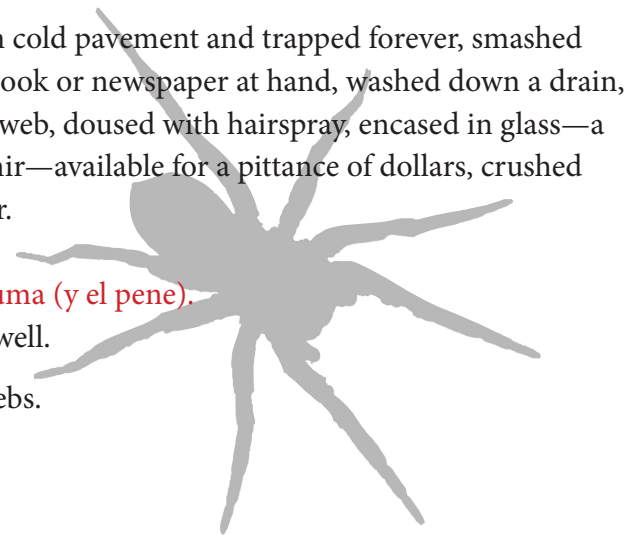 cold pavement and trapped forever, smashed
ook or newspaper at hand, washed down a drain,
web, doused with hairspray, encased in glass—a
ir—available for a pittance of dollars, crushed
r.
uma (y el pene).
well.
ebs.